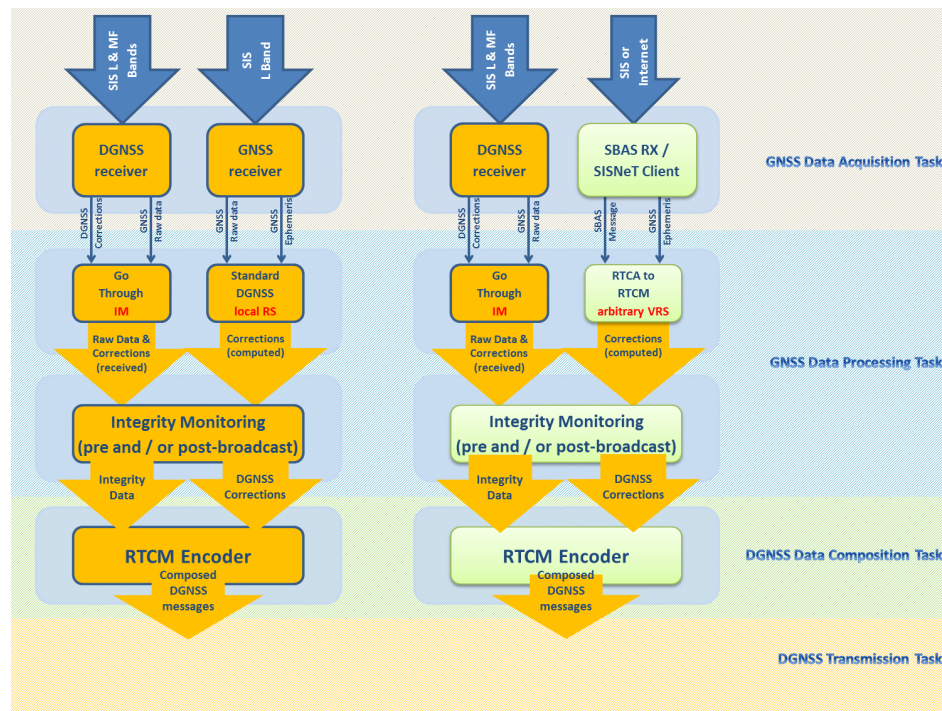 SIS L & MF
Bands
SIS
L Band
SIS L & MF
Bands
SIS or
Internet
DGNSS
receiver
GNSS
receiver
DGNSS
receiver
SBAS RX /
SISNeT Client
GNSS Data Acquisition Task
DGNSS
Corrections
GNSS
Raw data
GNSS
Raw data
GNSS
Ephemeris
DGNSS
Corrections
GNSS
Raw data
SBAS
Message
GNSS
Ephemeris
Go
Through
IM
Standard
DGNSS
local RS
Go
Through
IM
RTCA to
RTCM
arbitrary VRS
Raw Data &
Corrections
(received)
Corrections
(computed)
Raw Data &
Corrections
(received)
Corrections
(computed)
GNSS Data Processing Task
Integrity Monitoring
(pre and / or post-broadcast)
Integrity Monitoring
(pre and / or post-broadcast)
Integrity
Data
DGNSS
Corrections
Integrity
Data
DGNSS
Corrections
RTCM Encoder
RTCM Encoder
DGNSS Data Composition Task
Composed
DGNSS
messages
Composed
DGNSS
messages
DGNSS Transmission Task